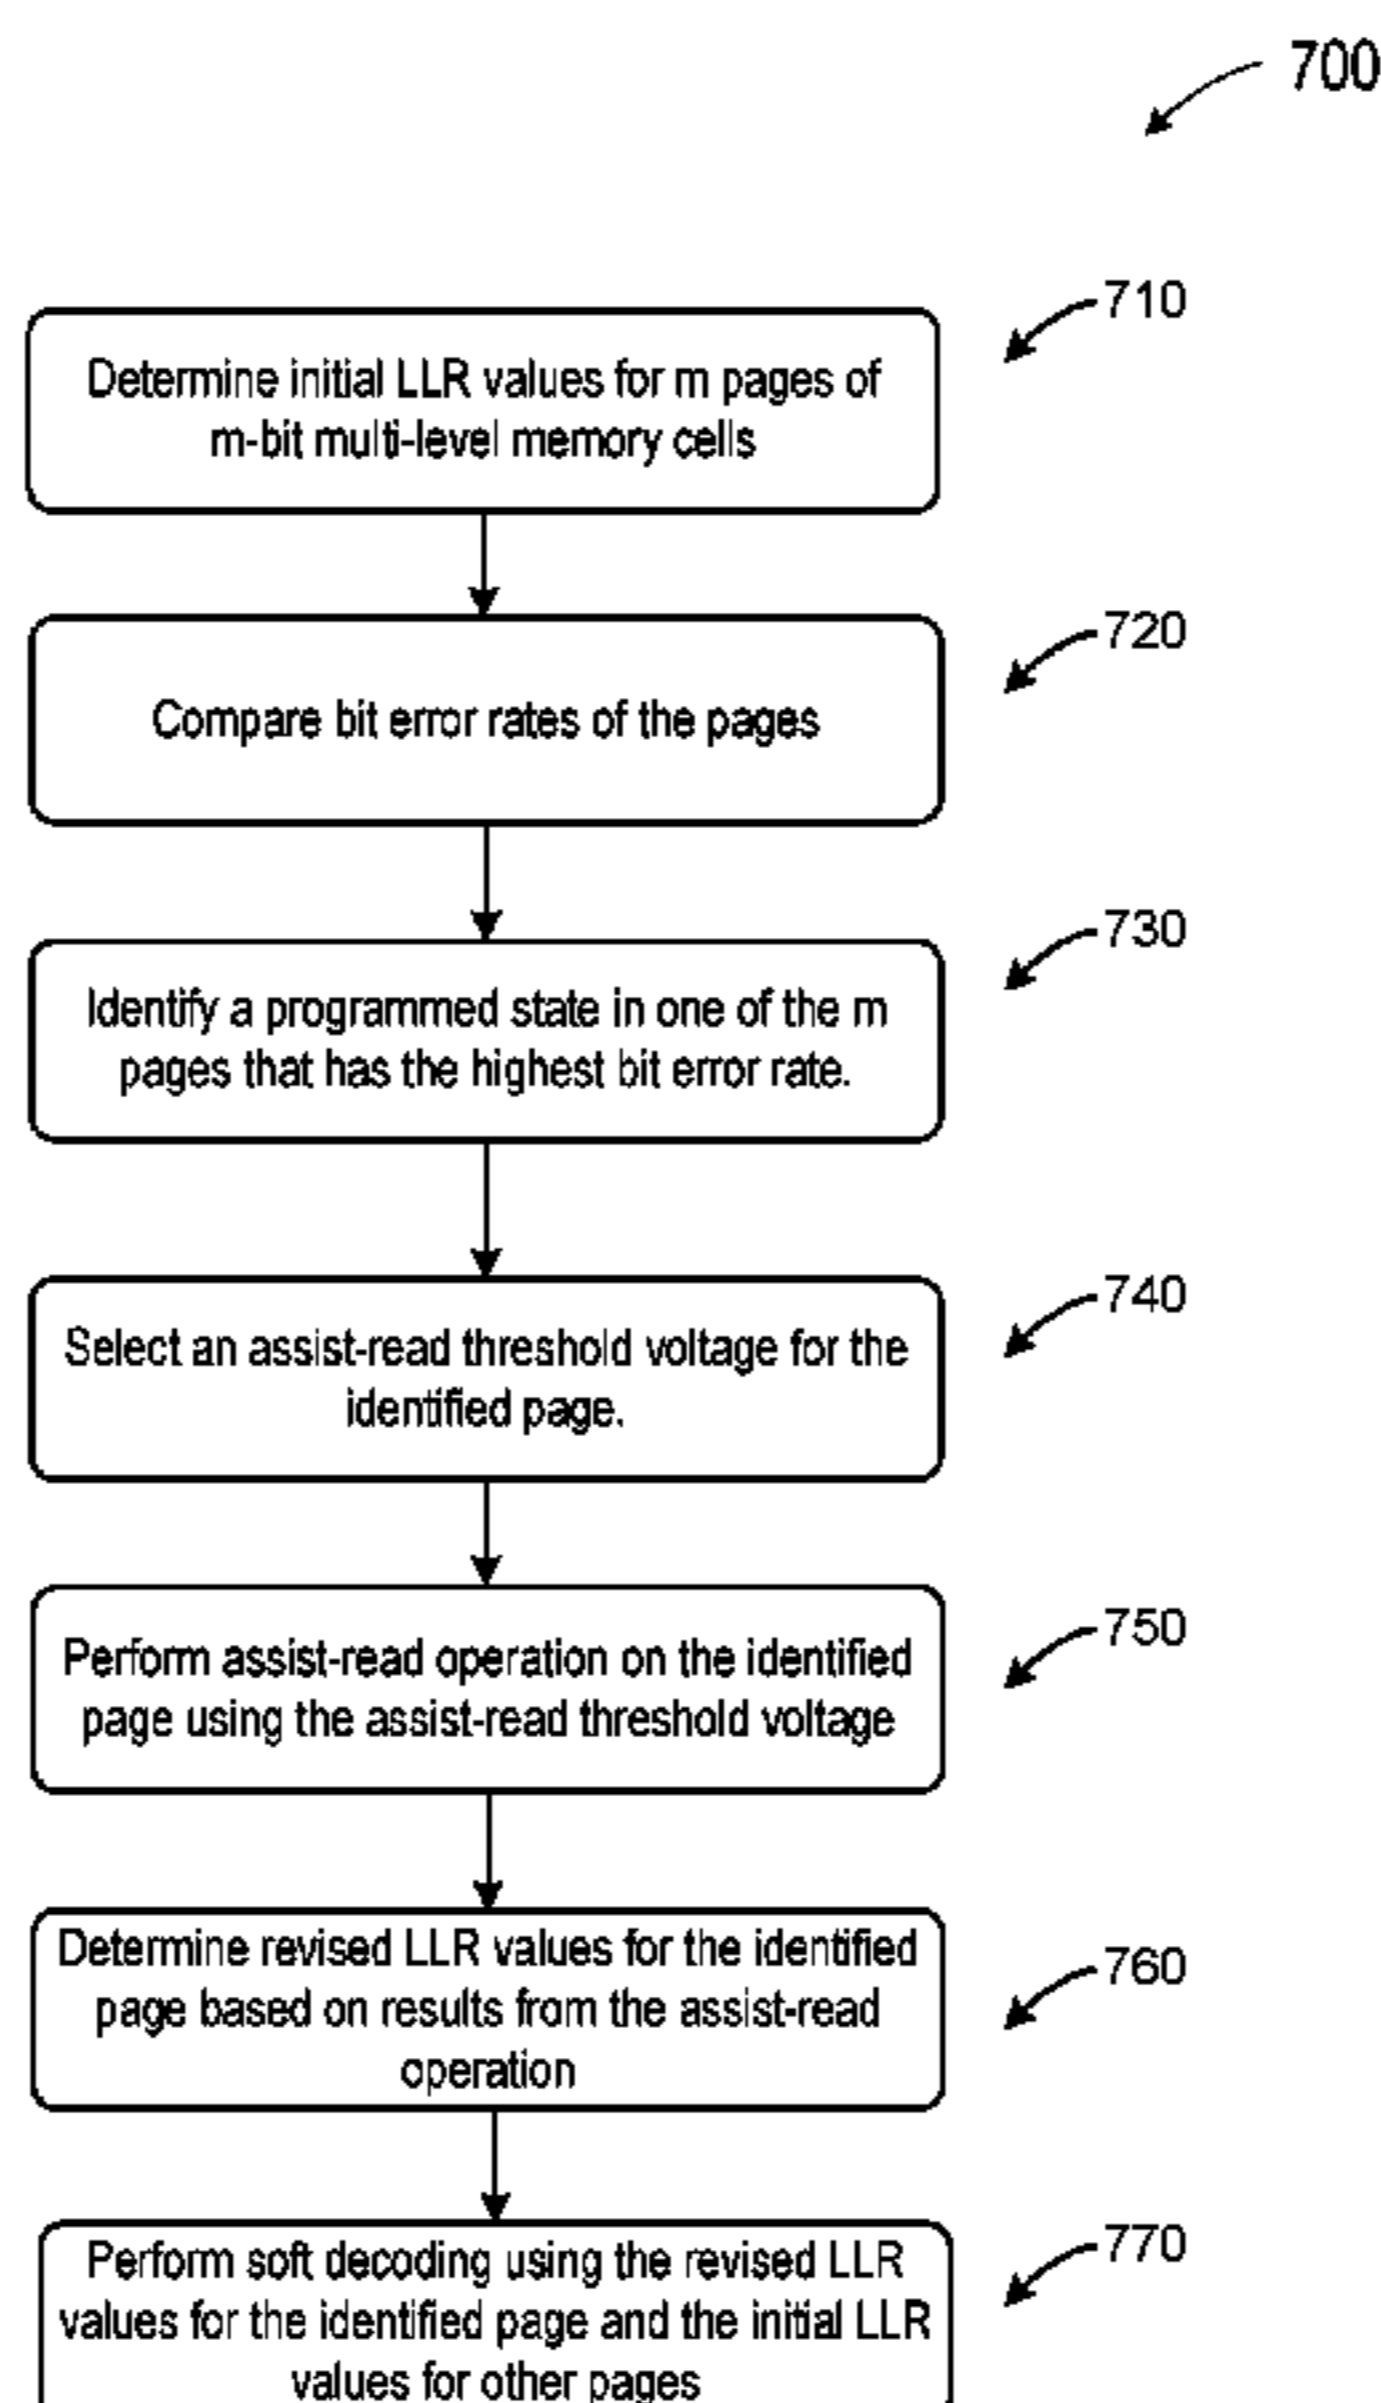 700
710
Determine initial LLR values for m pages of
m-bit multi-level memory cells
720
Compare bit error rates of the pages
730
Identify a programmed state in one of the m
pages that has the highest bit error rate.
740
Select an assist-read threshold voltage for the
identified page.
750
Perform assist-read operation on the identified
page using the assist-read threshold voltage
760
Determine revised LLR values for the identified
page based on results from the assist-read
operation
770
Perform soft decoding using the revised LLR
values for the identified page and the initial LLR
values for other pages